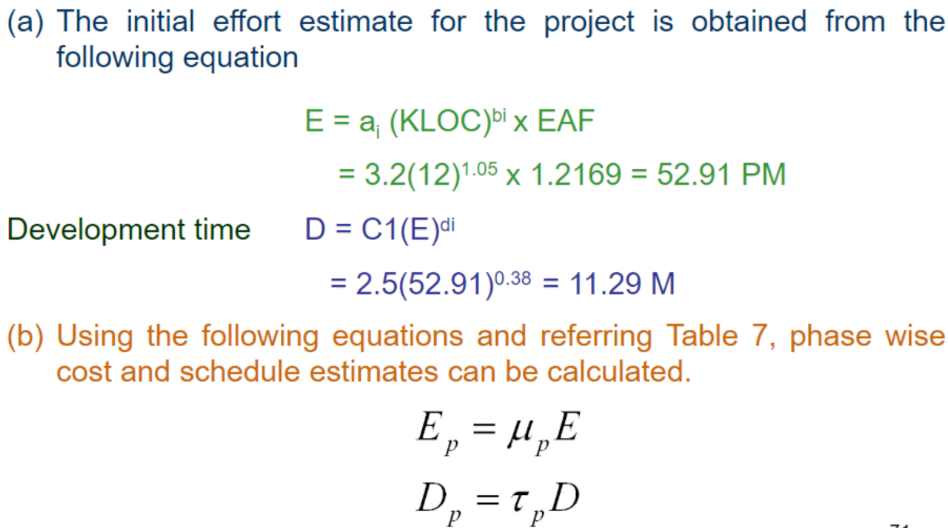 (a) The initial effort estimate for the project is obtained from the
following equation
E = aᵢ (KLOC)ᵇⁱ x EAF
= 3.2(12)¹·⁰⁵ x 1.2169 = 52.91 PM
Development time D = C1(E)ᵈⁱ
= 2.5(52.91)⁰·³⁸ = 11.29 M
(b) Using the following equations and referring Table 7, phase wise
cost and schedule estimates can be calculated.
Eₚ = μₚE
Dₚ = τₚD